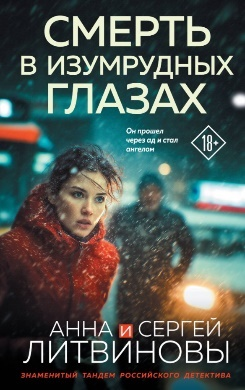 СМЕРТЬ
В ИЗУМРУДНЫХ
ГЛАЗАХ
Он прошел
через ад и стал
ангелом
18+
АННА И СЕРГЕЙ
ЛИТВИНОВЫ
ЗНАМЕНИТЫЙ ТАНДЕМ РОССИЙСКОГО ДЕТЕКТИВА